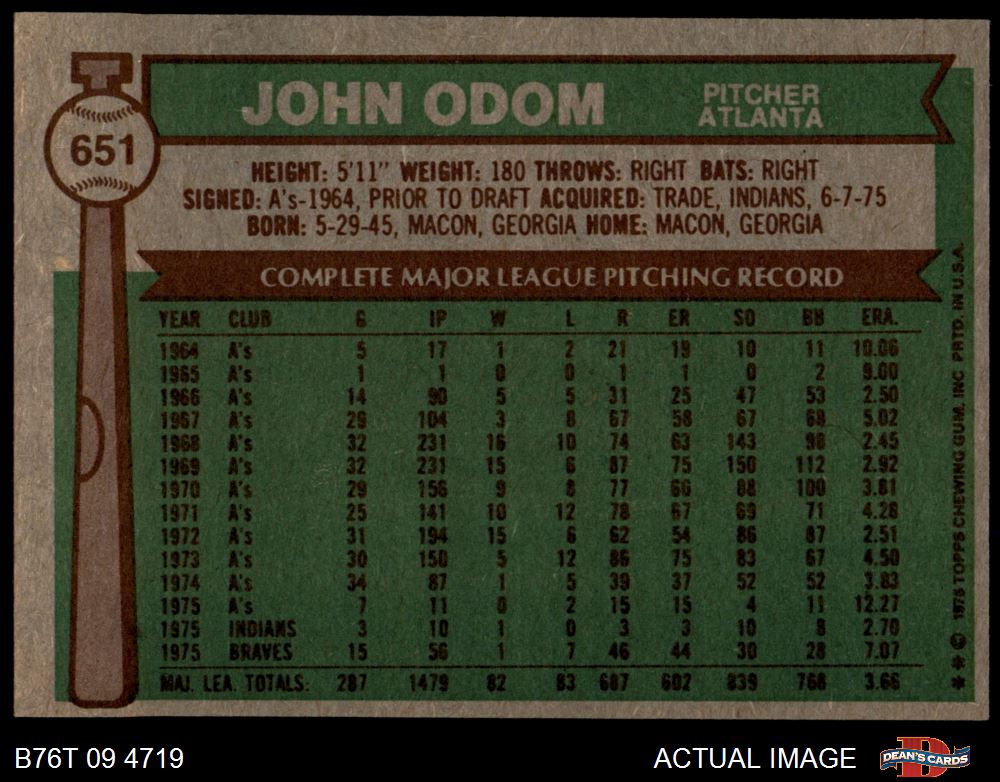 JOHN ODOM
PITCHER
ATLANTA
651
HEIGHT: 5'11" WEIGHT: 180 THROWS: RIGHT BATS: RIGHT
SIGNED: A's-1964, PRIOR TO DRAFT ACQUIRED: TRADE, INDIANS, 6-7-75
BORN: 5-29-45, MACON, GEORGIA HOME: MACON, GEORGIA
COMPLETE MAJOR LEAGUE PITCHING RECORD
YEAR CLUB G IP W L R ER SO BB ERA.
1964 A's 5 17 1 2 21 19 10 11 10.06
1965 A's 1 1 0 0 1 1 0 2 9.00
1966 A's 14 90 5 5 31 25 47 53 2.50
1967 A's 29 104 3 8 67 58 67 68 5.02
1968 A's 32 231 16 10 74 63 143 98 2.45
1969 A's 32 231 15 6 87 75 150 112 2.92
1970 A's 29 156 9 8 77 66 88 100 3.81
1971 A's 25 141 10 12 78 67 69 71 4.28
1972 A's 31 194 15 6 62 54 86 87 2.51
1973 A's 30 150 5 12 86 75 83 67 4.50
1974 A's 34 87 1 5 39 37 52 52 3.83
1975 A's 7 11 0 2 15 15 4 11 12.27
1975 INDIANS 3 10 1 0 3 3 10 8 2.70
1975 BRAVES 15 56 1 7 46 44 30 28 7.07
MAJ. LEA. TOTALS: 287 1479 82 83 687 602 839 768 3.66
* * © 1976 TOPPS CHEWING GUM, INC PRTD. IN U.S.A.
B76T 09 4719
ACTUAL IMAGE
DEAN'S CARDS